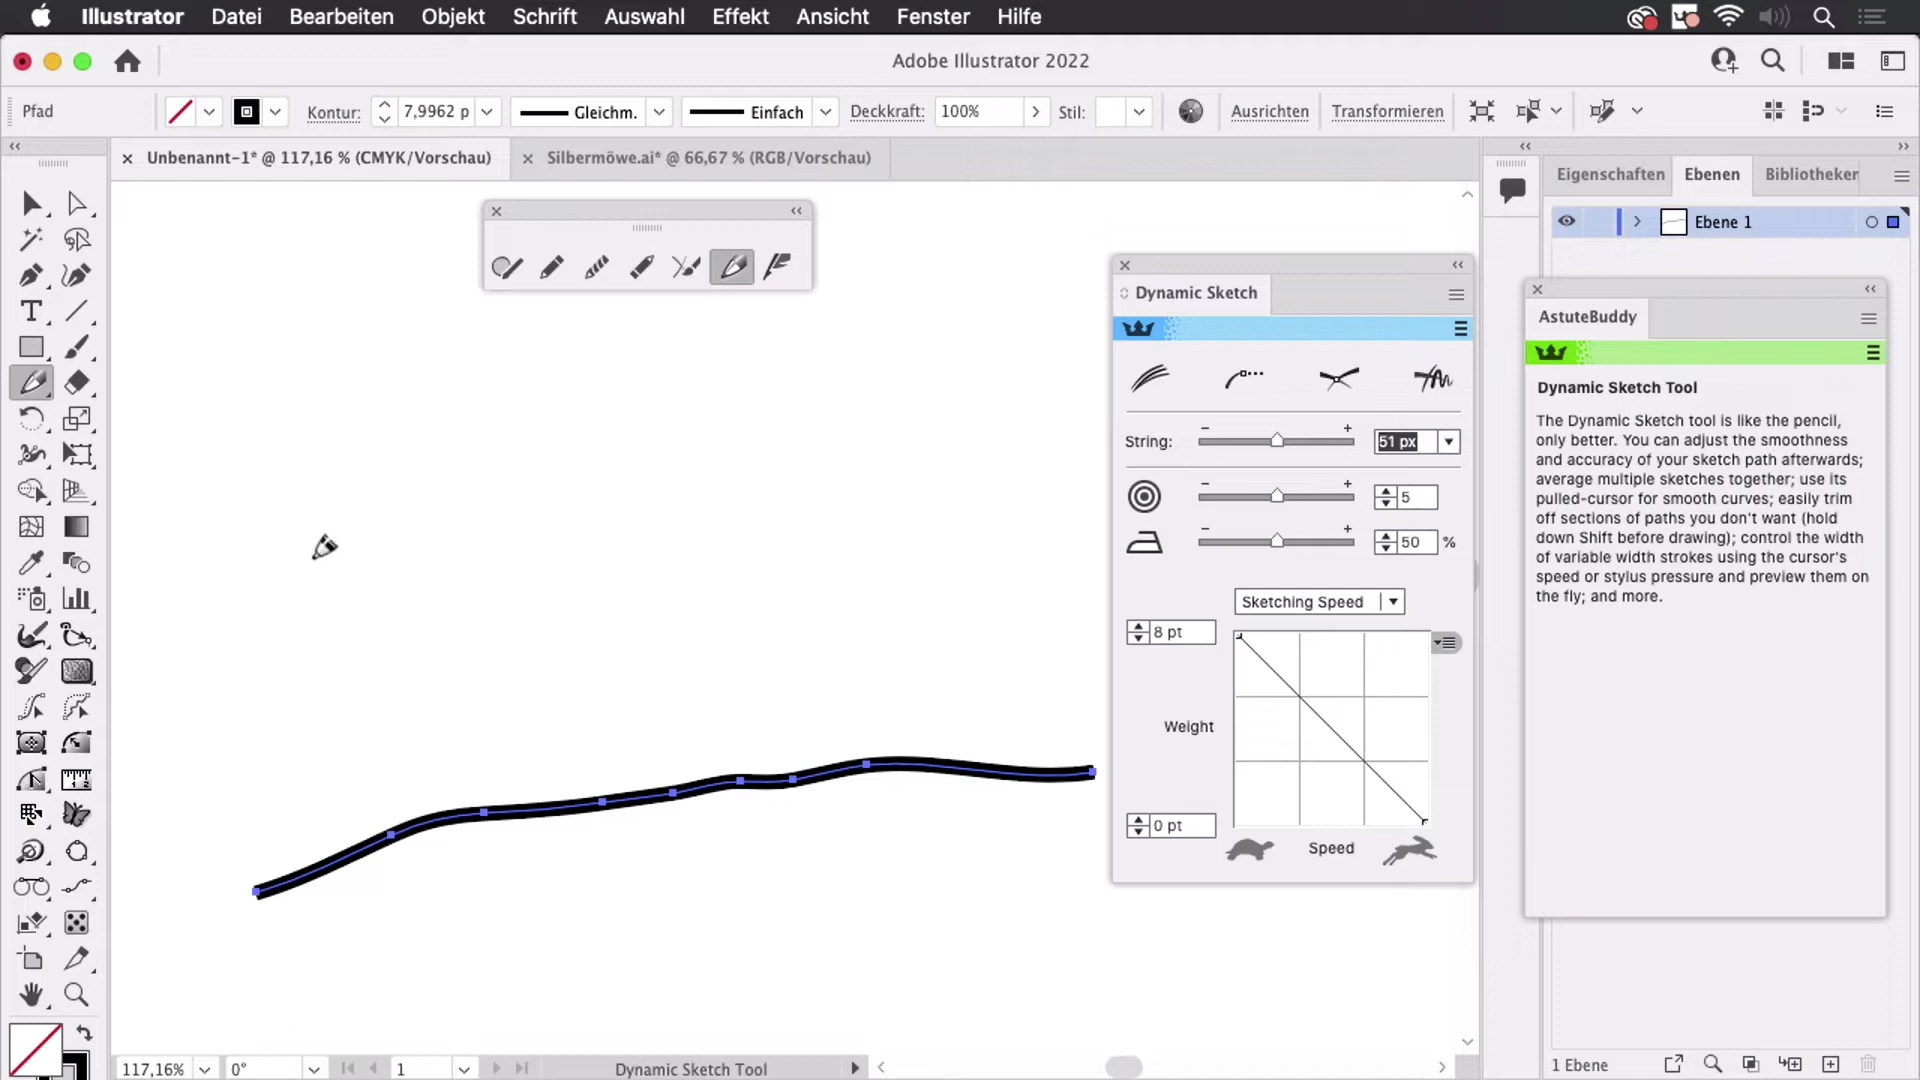 Illustrator Datei Bearbeiten Objekt Schrift Auswahl Effekt Ansicht Fenster Hilfe
Adobe Illustrator 2022
Pfad Kontur: 7,9962 p Gleichm. Einfach Deckkraft: 100% Stil: Ausrichten Transformieren
Unbenannt-1* @ 117,16 % (CMYK/Vorschau)
Silbermöwe.ai* @ 66,67 % (RGB/Vorschau)
Eigenschaften Ebenen Bibliotheken
Ebene 1
Dynamic Sketch
String: 51 px
5
50 %
Sketching Speed
8 pt
Weight
0 pt
Speed
AstuteBuddy
Dynamic Sketch Tool
The Dynamic Sketch tool is like the pencil,
only better. You can adjust the smoothness
and accuracy of your sketch path afterwards;
average multiple sketches together; use its
pulled-cursor for smooth curves; easily trim
off sections of paths you don't want (hold
down Shift before drawing); control the width
of variable width strokes using the cursor's
speed or stylus pressure and preview them on
the fly; and more.
117,16% 0° 1 Dynamic Sketch Tool
1 Ebene